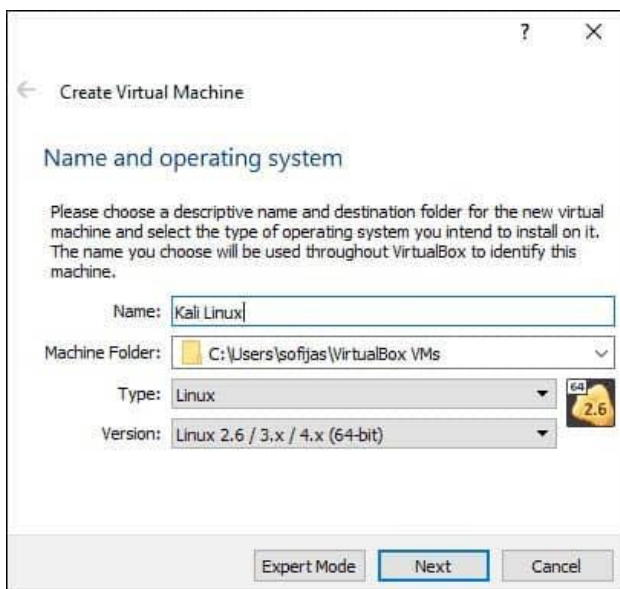 ?
Create Virtual Machine
Name and operating system
Please choose a descriptive name and destination folder for the new virtual
machine and select the type of operating system you intend to install on it.
The name you choose will be used throughout VirtualBox to identify this
machine.
Name: Kali Linux
Machine Folder: C:\Users\sofijas\VirtualBox VMs
Type: Linux
64
Version: Linux 2.6 / 3.x / 4.x (64-bit)
2.6
Expert Mode Next Cancel